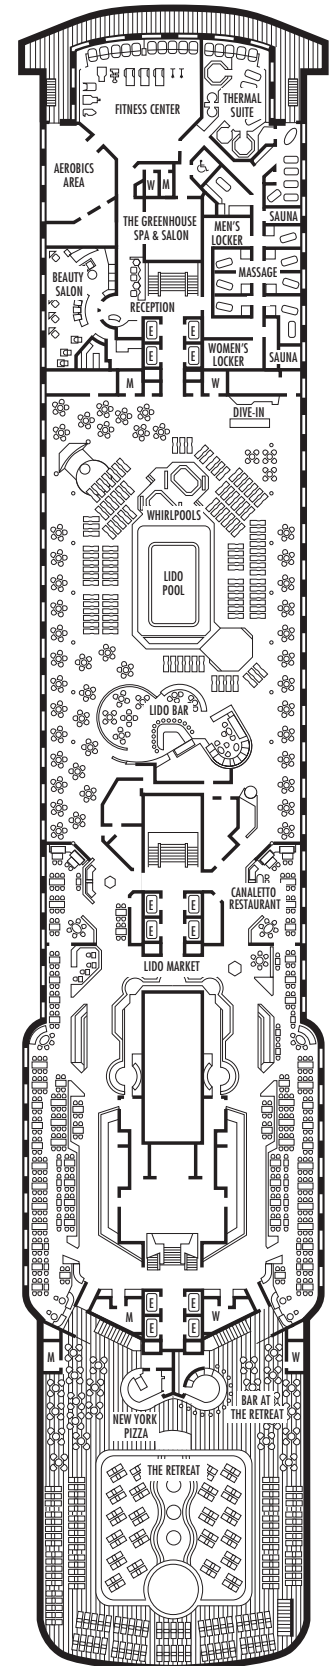 FITNESS CENTER
THERMAL
SUITE
AEROBICS
AREA
W M
THE GREENHOUSE
SPA & SALON
MEN'S
LOCKER
SAUNA
MASSAGE
BEAUTY
SALON
RECEPTION
E E
E E
WOMEN'S
LOCKER
SAUNA
M W
DIVE-IN
WHIRLPOOLS
LIDO
POOL
LIDO BAR
CANALETTO
RESTAURANT
E E
E E
LIDO MARKET
E E
M W
E E
M W
BAR AT
THE RETREAT
NEW YORK
PIZZA
THE RETREAT